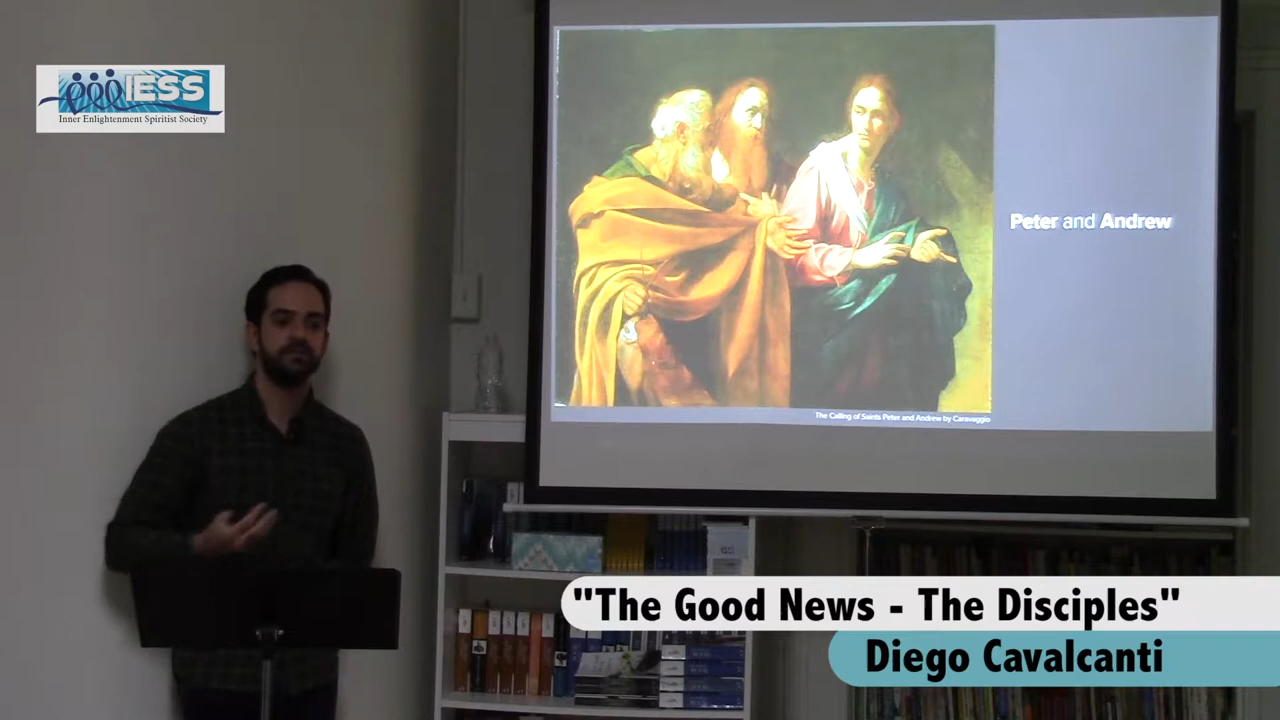 IESS
Inner Enlightenment Spiritist Society
Peter and Andrew
The Calling of Saints Peter and Andrew by Caravaggio
"The Good News - The Disciples"
Diego Cavalcanti